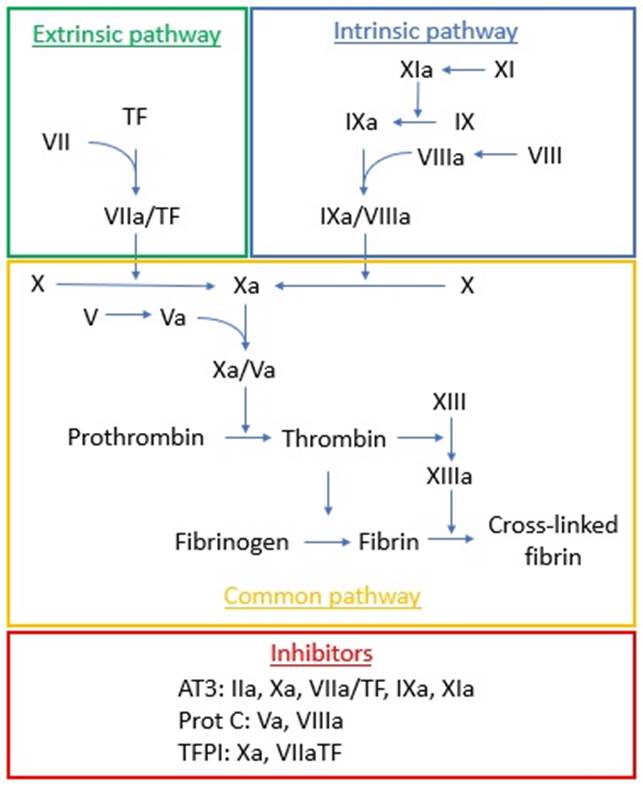 Extrinsic pathway
Intrinsic pathway
XIa
XI
TF
VII
IXa
IX
VIIIa
VIII
VIIa/TF
IXa/VIIIa
X
Xa
X
V
Va
Xa/Va
XIII
Prothrombin
Thrombin
XIIIa
Fibrinogen
Fibrin
Cross-linked
fibrin
Common pathway
Inhibitors
AT3: IIa, Xa, VIIa/TF, IXa, XIa
Prot C: Va, VIIIa
TFPI: Xa, VIIaTF